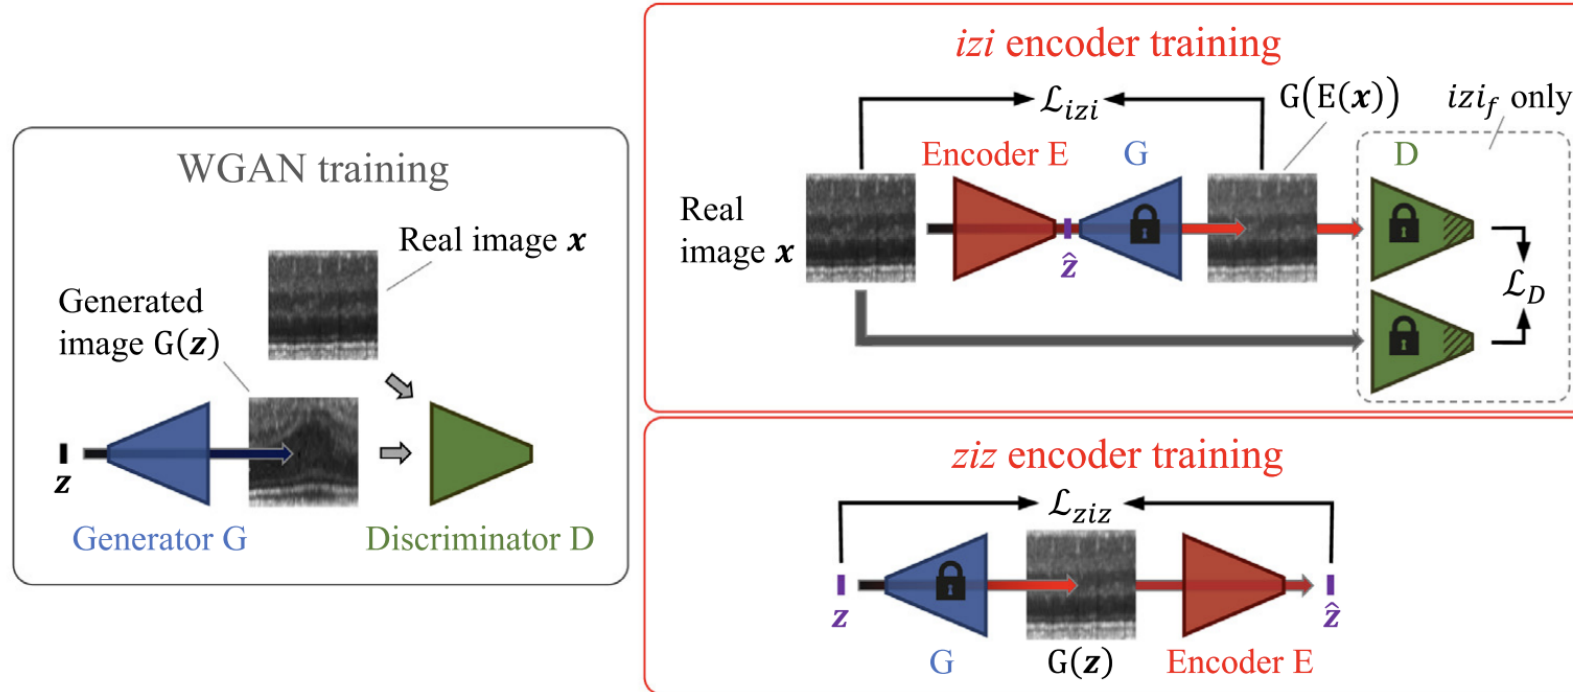 WGAN training
Real image x
Generated
image G(z)
z
Generator G
Discriminator D
izi encoder training
ℒ_izi
G(E(x))
izi_f only
Encoder E
G
D
Real
image x
ẑ
ℒ_D
ziz encoder training
ℒ_ziz
z
ẑ
G
G(z)
Encoder E